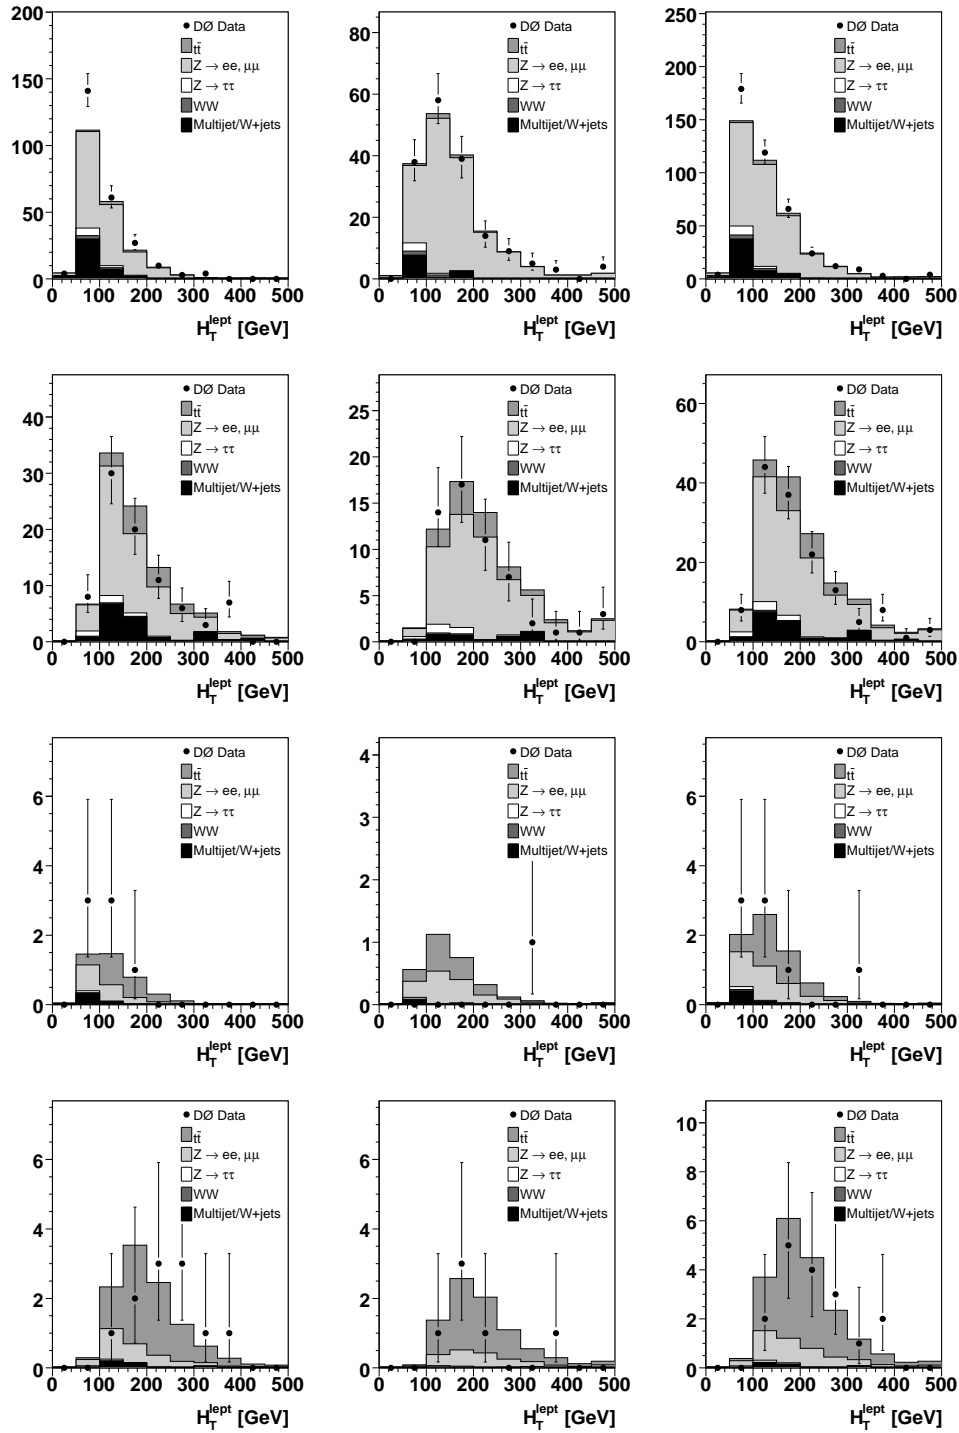 200
150
100
50
0
DØ Data
tt̄
Z → ee, μμ
Z → ττ
WW
Multijet/W+jets
0 100 200 300 400 500
H_T^lept [GeV]
80
60
40
20
0
DØ Data
tt̄
Z → ee, μμ
Z → ττ
WW
Multijet/W+jets
0 100 200 300 400 500
H_T^lept [GeV]
250
200
150
100
50
0
DØ Data
tt̄
Z → ee, μμ
Z → ττ
WW
Multijet/W+jets
0 100 200 300 400 500
H_T^lept [GeV]
40
30
20
10
0
DØ Data
tt̄
Z → ee, μμ
Z → ττ
WW
Multijet/W+jets
0 100 200 300 400 500
H_T^lept [GeV]
25
20
15
10
5
0
DØ Data
tt̄
Z → ee, μμ
Z → ττ
WW
Multijet/W+jets
0 100 200 300 400 500
H_T^lept [GeV]
60
40
20
0
DØ Data
tt̄
Z → ee, μμ
Z → ττ
WW
Multijet/W+jets
0 100 200 300 400 500
H_T^lept [GeV]
6
4
2
0
DØ Data
tt̄
Z → ee, μμ
Z → ττ
WW
Multijet/W+jets
0 100 200 300 400 500
H_T^lept [GeV]
4
3
2
1
0
DØ Data
tt̄
Z → ee, μμ
Z → ττ
WW
Multijet/W+jets
0 100 200 300 400 500
H_T^lept [GeV]
6
4
2
0
DØ Data
tt̄
Z → ee, μμ
Z → ττ
WW
Multijet/W+jets
0 100 200 300 400 500
H_T^lept [GeV]
6
4
2
0
DØ Data
tt̄
Z → ee, μμ
Z → ττ
WW
Multijet/W+jets
0 100 200 300 400 500
H_T^lept [GeV]
6
4
2
0
DØ Data
tt̄
Z → ee, μμ
Z → ττ
WW
Multijet/W+jets
0 100 200 300 400 500
H_T^lept [GeV]
10
8
6
4
2
0
DØ Data
tt̄
Z → ee, μμ
Z → ττ
WW
Multijet/W+jets
0 100 200 300 400 500
H_T^lept [GeV]